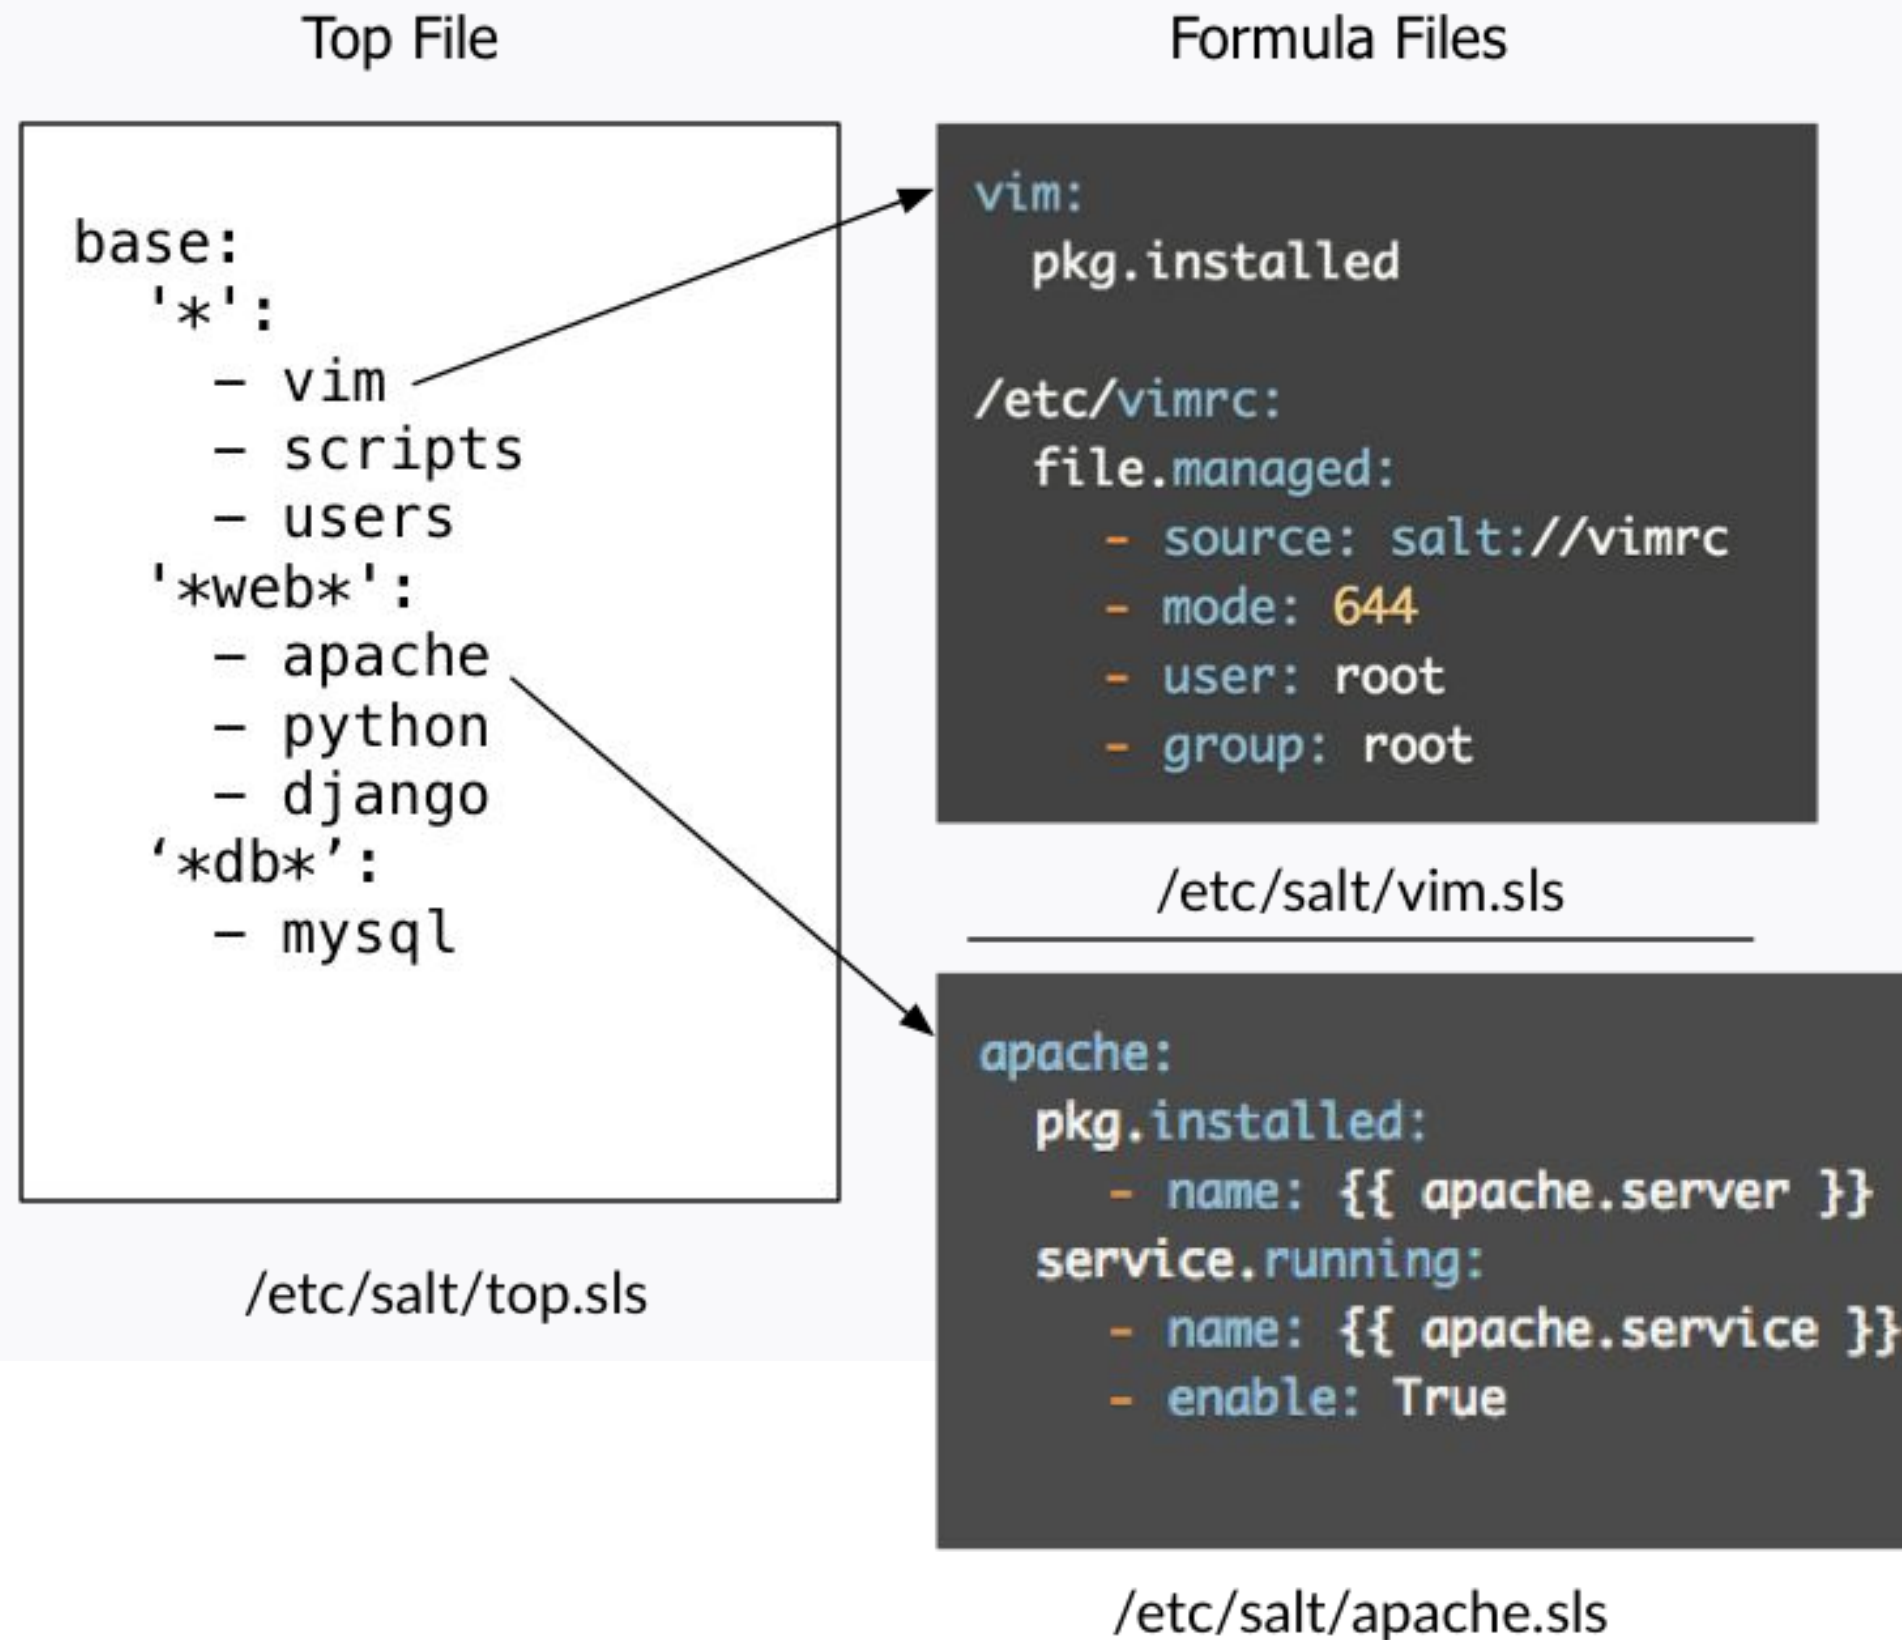 Top File
base:
  '*':
    - vim
    - scripts
    - users
  '*web*':
    - apache
    - python
    - django
  ‘*db*’:
    - mysql
/etc/salt/top.sls
Formula Files
vim:
  pkg.installed
/etc/vimrc:
  file.managed:
    - source: salt://vimrc
    - mode: 644
    - user: root
    - group: root
/etc/salt/vim.sls
apache:
  pkg.installed:
    - name: {{ apache.server }}
  service.running:
    - name: {{ apache.service }}
    - enable: True
/etc/salt/apache.sls